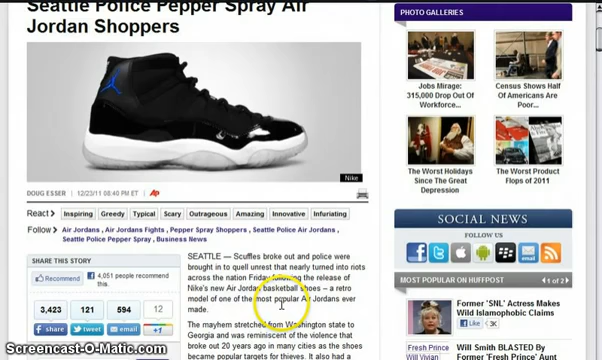 Seattle Police Pepper Spray Air
Jordan Shoppers
Nike
DOUG ESSER | 12/23/11 08:40 PM ET | AP
React > Inspiring Greedy Typical Scary Outrageous Amazing Innovative Infuriating
Follow > Air Jordans , Air Jordans Fights , Pepper Spray Shoppers , Seattle Police Air Jordans ,
Seattle Police Pepper Spray , Business News
SHARE THIS STORY
Recommend 4,051 people recommend
this.
3,423 121 594 12
share tweet email +1
SEATTLE — Scuffles broke out and police were
brought in to quell unrest that nearly turned into riots
across the nation Friday following the release of
Nike's new Air Jordan basketball shoes – a retro
model of one of the most popular Air Jordans ever
made.
The mayhem stretched from Washington state to
Georgia and was reminiscent of the violence that
broke out 20 years ago in many cities as the shoes
became popular targets for thieves. It also had a
PHOTO GALLERIES
Jobs Mirage:
315,000 Drop Out Of
Workforce...
Census Shows Half
Of Americans Are
Poor...
The Worst Holidays
Since The Great
Depression
The Worst Product
Flops of 2011
SOCIAL NEWS
FOLLOW US
MOST POPULAR ON HUFFPOST 1 of 2
Former 'SNL' Actress Makes
Wild Islamophobic Claims
Like 3K
Fresh Prince
Will Vivian
Will Smith BLASTED By
Former 'Fresh Prince Of Bel
Screencast-O-Matic.com